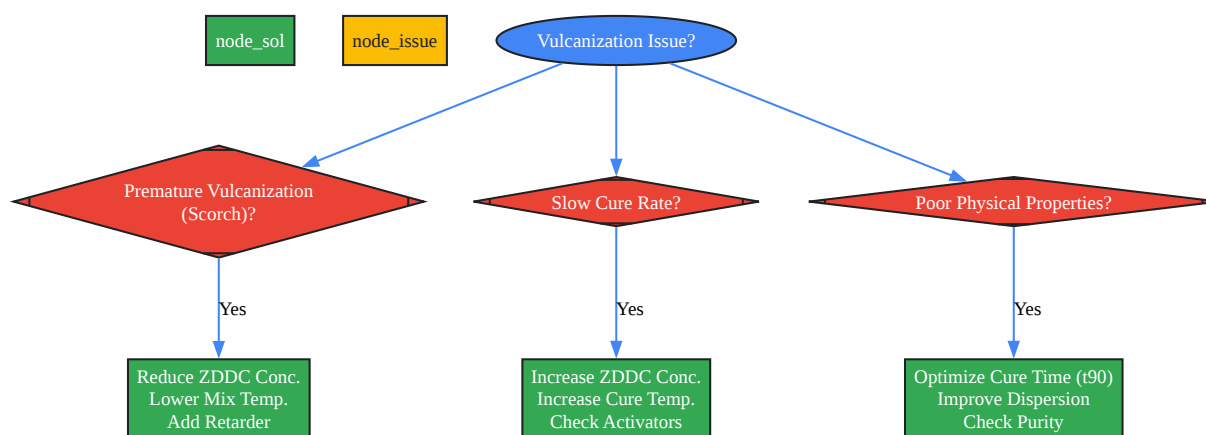 node_sol
node_issue
Vulcanization Issue?
Premature Vulcanization
(Scorch)?
Slow Cure Rate?
Poor Physical Properties?
Yes
Yes
Yes
Reduce ZDDC Conc.
Lower Mix Temp.
Add Retarder
Increase ZDDC Conc.
Increase Cure Temp.
Check Activators
Optimize Cure Time (t90)
Improve Dispersion
Check Purity